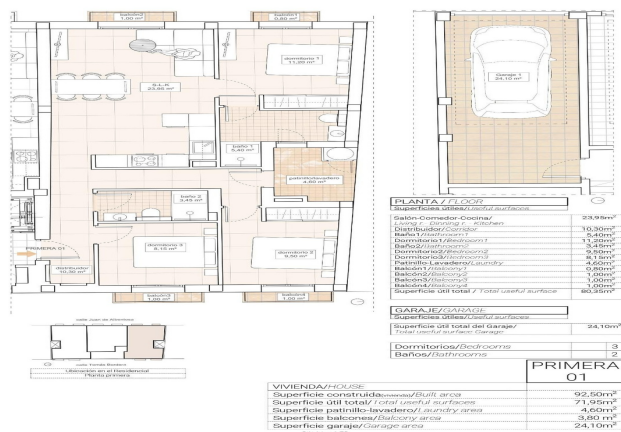 balcón2
1,00 m²
balcón1
0,80 m²
dormitorio 1
11,20 m²
S-L-K
23,95 m²
baño 1
5,40 m²
patinillo-lavadero
4,60 m²
baño 2
3,45 m²
PRIMERA 01
dormitorio 3
8,15 m²
dormitorio 2
9,50 m²
distribuidor
10,30 m²
balcón3
1,00 m²
balcón4
1,00 m²
Garaje 1
24,10 m²
Ubicación en el Residencial
Planta primera
PLANTA / FLOOR
Superficies útiles/Useful surfaces
Salón-Comedor-Cocina/ 23,95m²
Living r. - Dinning r. - Kitchen
Distribuidor/Corridor 10,30m²
Baño1/Bathroom1 5,40m²
Dormitorio1/Bedroom1 11,20m²
Baño2/Bathroom2 3,45m²
Dormitorio2/Bedroom2 9,50m²
Dormitorio3/Bedroom3 8,15m²
Patinillo-Lavadero/Laundry 4,60m²
Balcón1/Balcony1 0,80m²
Balcón2/Balcony2 1,00m²
Balcón3/Balcony3 1,00m²
Balcón4/Balcony4 1,00m²
Superficie útil total / Total useful surface 80,35m²
GARAJE/GARAGE
Superficies útiles/Useful surfaces
Superficie útil total del Garaje/ 24,10m²
Total useful surface Garage
Dormitorios/Bedrooms 3
Baños/Bathrooms 2
PRIMERA
01
VIVIENDA/HOUSE
Superficie construida(vivienda)/Built area 92,50m²
Superficie útil total/Total useful surfaces 71,95m²
Superficie patinillo-lavadero/Laundry area 4,60m²
Superficie balcones/Balcony area 3,80 m²
Superficie garaje/Garage area 24,10m²